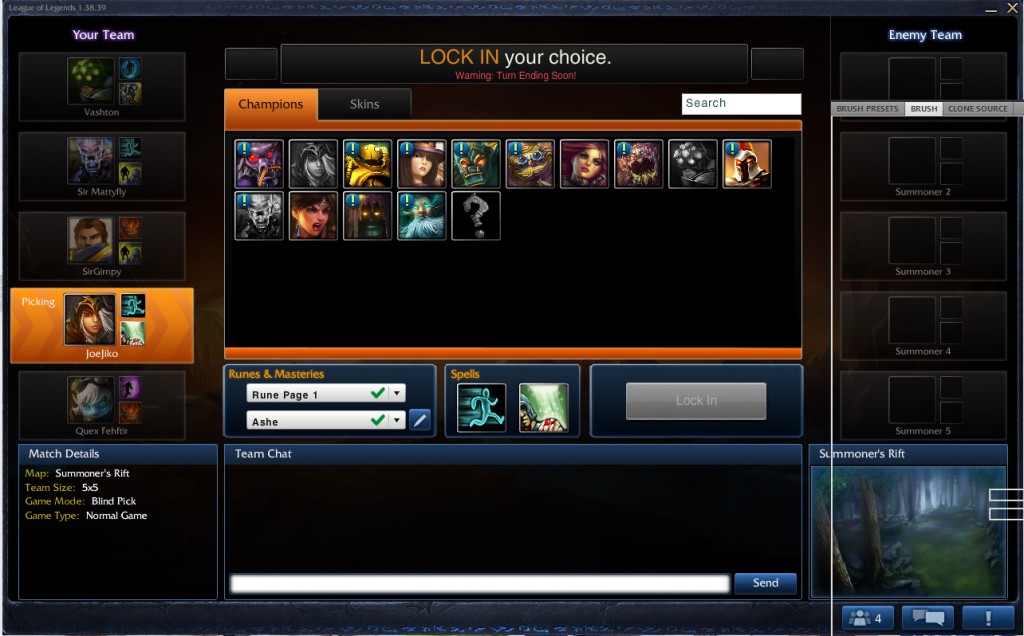 League of Legends 1.38.39
Your Team
Enemy Team
LOCK IN your choice.
Warning: Turn Ending Soon!
Champions
Skins
Search
BRUSH PRESETS
BRUSH
CLONE SOURCE
Vashton
Sir Mattyfly
Summoner 2
SirGimpy
Summoner 3
Picking
JoeJiko
Summoner 4
Quex Fehftir
Summoner 5
Runes & Masteries
Rune Page 1
Ashe
Spells
Lock In
Match Details
Map: Summoner's Rift
Team Size: 5x5
Game Mode: Blind Pick
Game Type: Normal Game
Team Chat
Send
Summoner's Rift
4